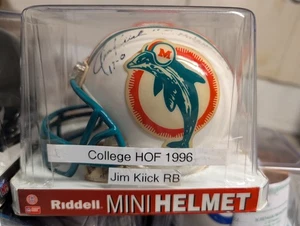 M
College HOF 1996
Jim Kiick RB
Riddell MINI HELMET